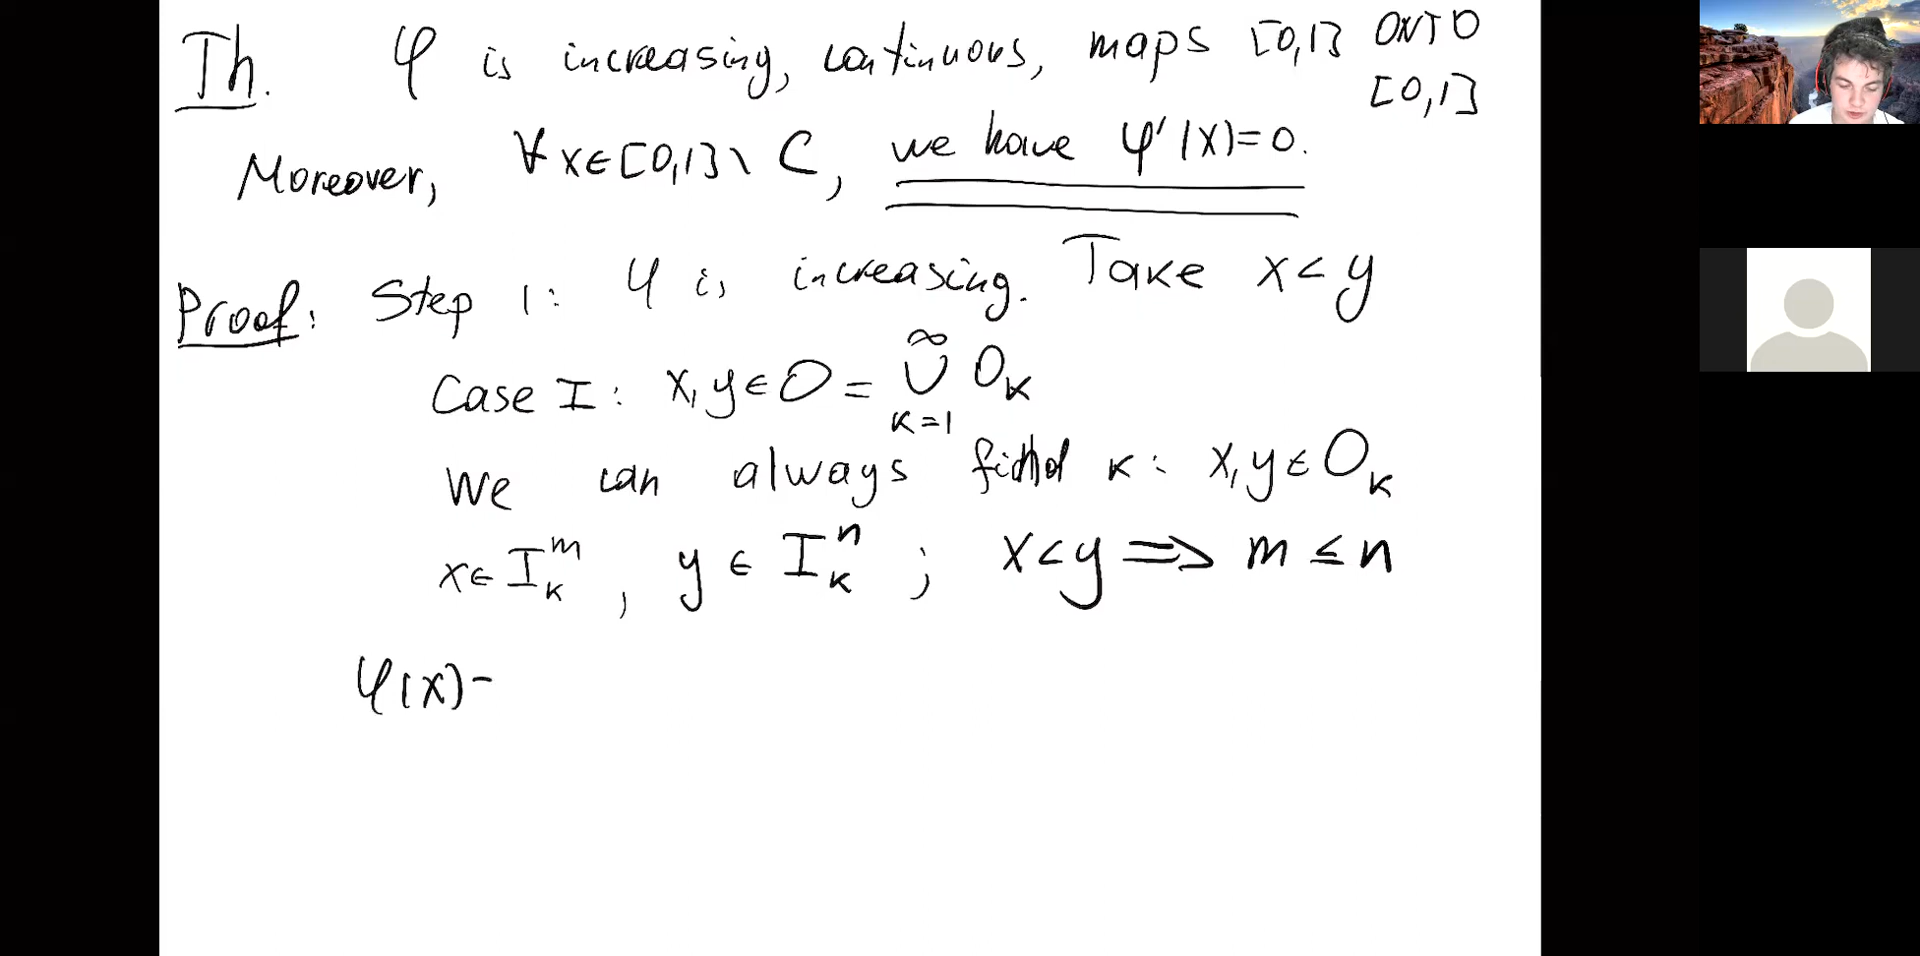 Th. φ is increasing, continuous, maps [0,1] ONTO
[0,1]
Moreover, ∀ x∈[0,1] \ C, we have φ'(x)=0.
Proof: Step 1: φ is increasing. Take x<y
Case I: x, y ∈ O = ∪_{k=1}^{∞} O_k
We can always find k: x, y ∈ O_k
x ∈ I_k^m, y ∈ I_k^n; x<y ⟹ m ≤ n
φ(x)-